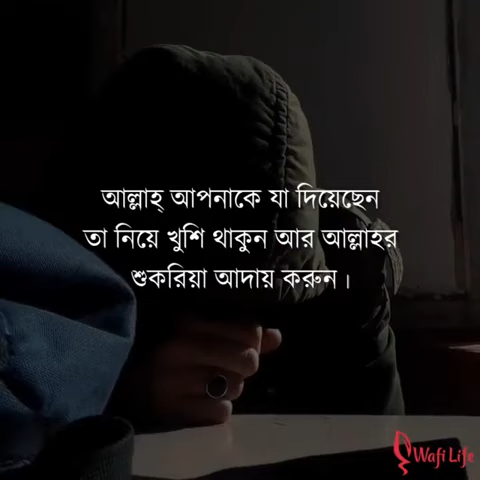 আল্লাহ্ আপনাকে যা দিয়েছেন
তা নিয়ে খুশি থাকুন আর আল্লাহর
শুকরিয়া আদায় করুন।
Wafi Life